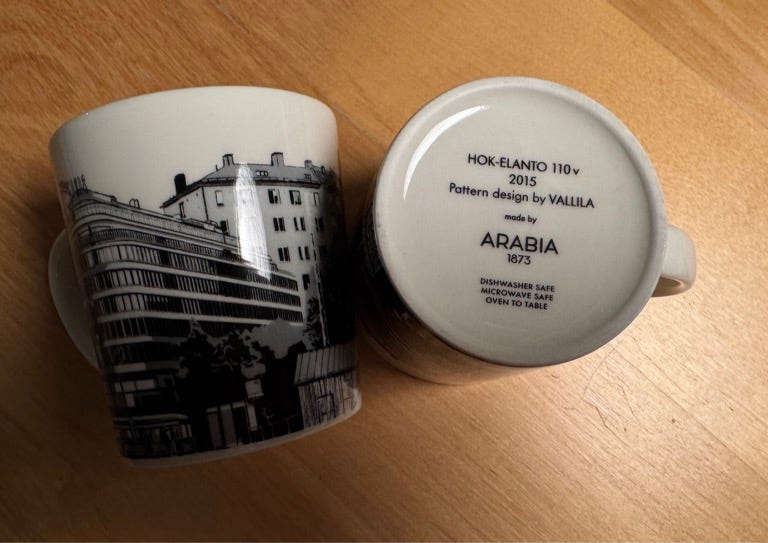 HOK-ELANTO 110 v
2015
Pattern design by VALLILA
made by
ARABIA
1873
DISHWASHER SAFE
MICROWAVE SAFE
OVEN TO TABLE